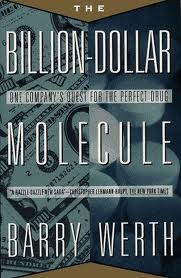 THE
BILLION-DOLLAR
ONE COMPANY'S QUEST FOR THE PERFECT DRUG
MOLECULE
"A RAZZLE-DAZZLE NEW SAGA"—CHRISTOPHER LEHMANN-HAUPT, THE NEW YORK TIMES
BARRY WERTH